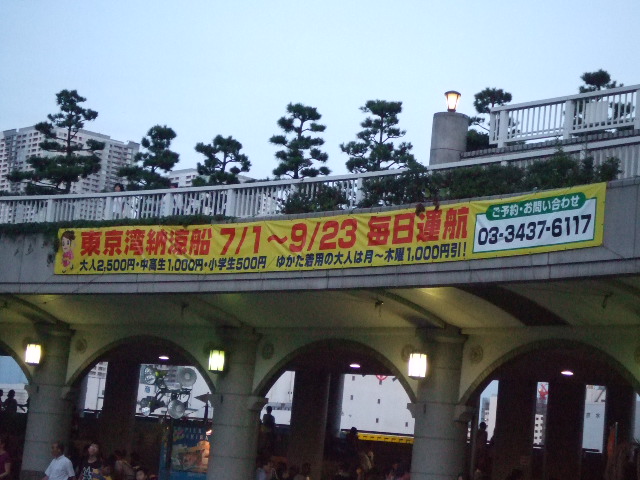 東京湾納涼船 7/1～9/23 毎日運航
大人2,500円・中高生1,000円・小学生500円／ゆかた着用の大人は月～木曜1,000円引!
ご予約・お問い合わせ
03-3437-6117